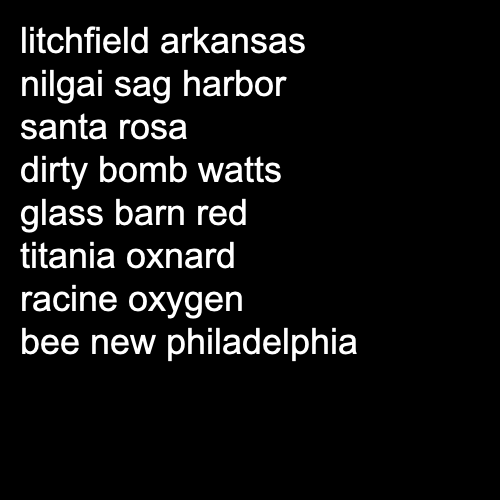 litchfield arkansas
nilgai sag harbor
santa rosa
dirty bomb watts
glass barn red
titania oxnard
racine oxygen
bee new philadelphia